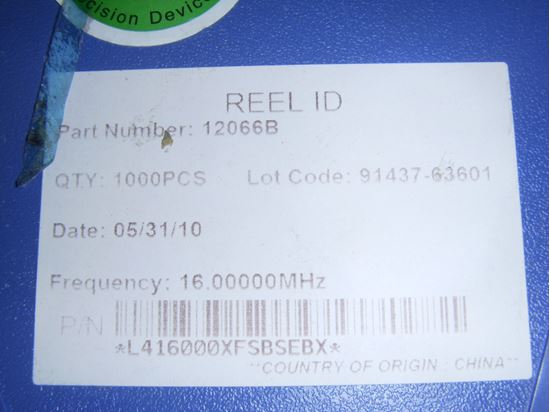 cision Device
REEL ID
Part Number: 12066B
QTY: 1000PCS Lot Code: 91437-63601
Date: 05/31/10
Frequency: 16.00000MHz
P/N
*L416000XFSBSEBX*
**COUNTRY OF ORIGIN : CHINA**